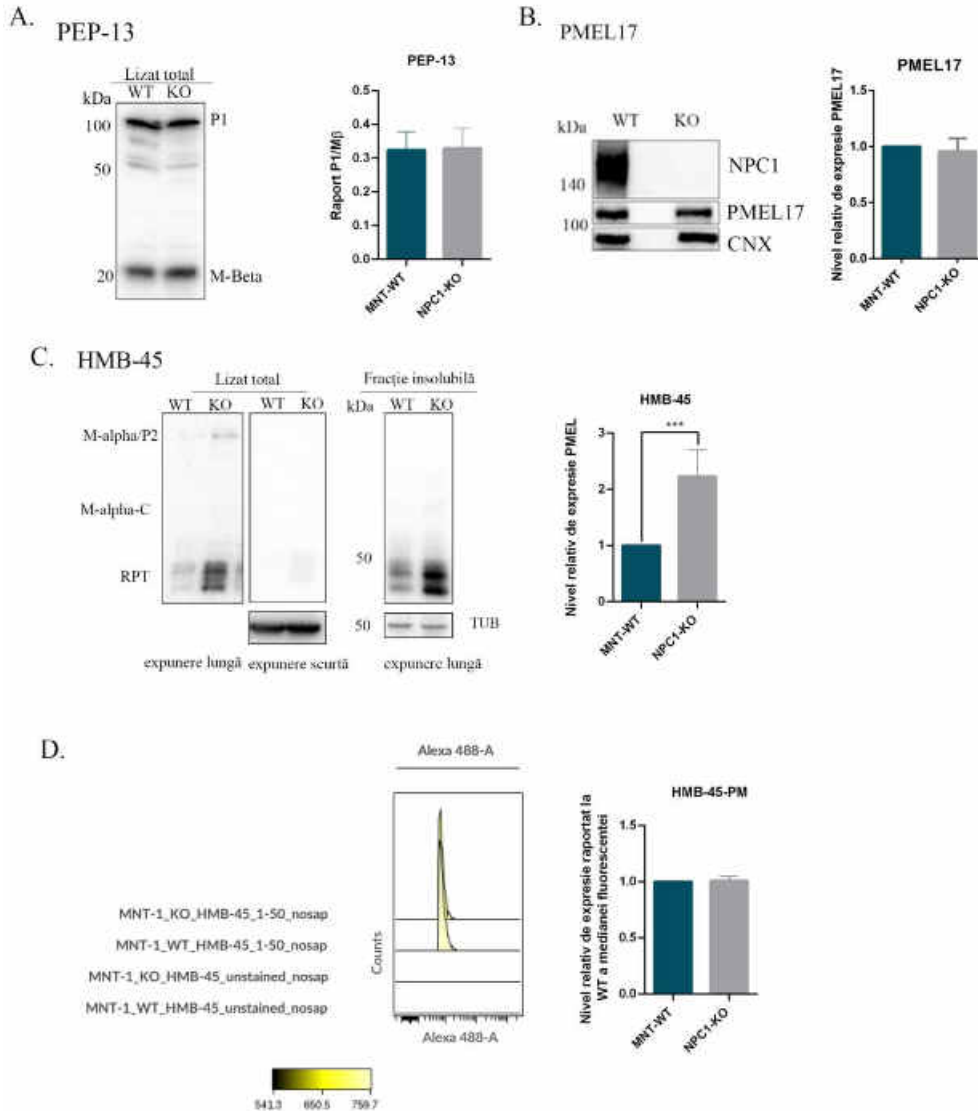 A.
PEP-13
Lizat total
WT KO
kDa
100
50
20
P1
M-Beta
PEP-13
Raport P1/Mβ
0.5
0.4
0.3
0.2
0.1
0.0
MNT-WT
NPC1-KO
B.
PMEL17
kDa
WT KO
140
100
NPC1
PMEL17
CNX
PMEL17
Nivel relativ de expresie PMEL17
1.5
1.0
0.5
0.0
MNT-WT
NPC1-KO
C.
HMB-45
Lizat total
WT KO WT KO
M-alpha/P2
M-alpha-C
RPT
expunere lungă
expunere scurtă
Fracție insolubilă
kDa WT KO
50
50
TUB
expunere lungă
HMB-45
Nivel relativ de expresie PMEL
3
2
1
0
***
MNT-WT
NPC1-KO
D.
Alexa 488-A
MNT-1_KO_HMB-45_1-50_nosap
MNT-1_WT_HMB-45_1-50_nosap
MNT-1_KO_HMB-45_unstained_nosap
MNT-1_WT_HMB-45_unstained_nosap
Counts
Alexa 488-A
541.3 650.5 759.7
HMB-45-PM
Nivel relativ de expresie raportat la
WT a medianei fluorescentei
1.5
1.0
0.5
0.0
MNT-WT
NPC1-KO